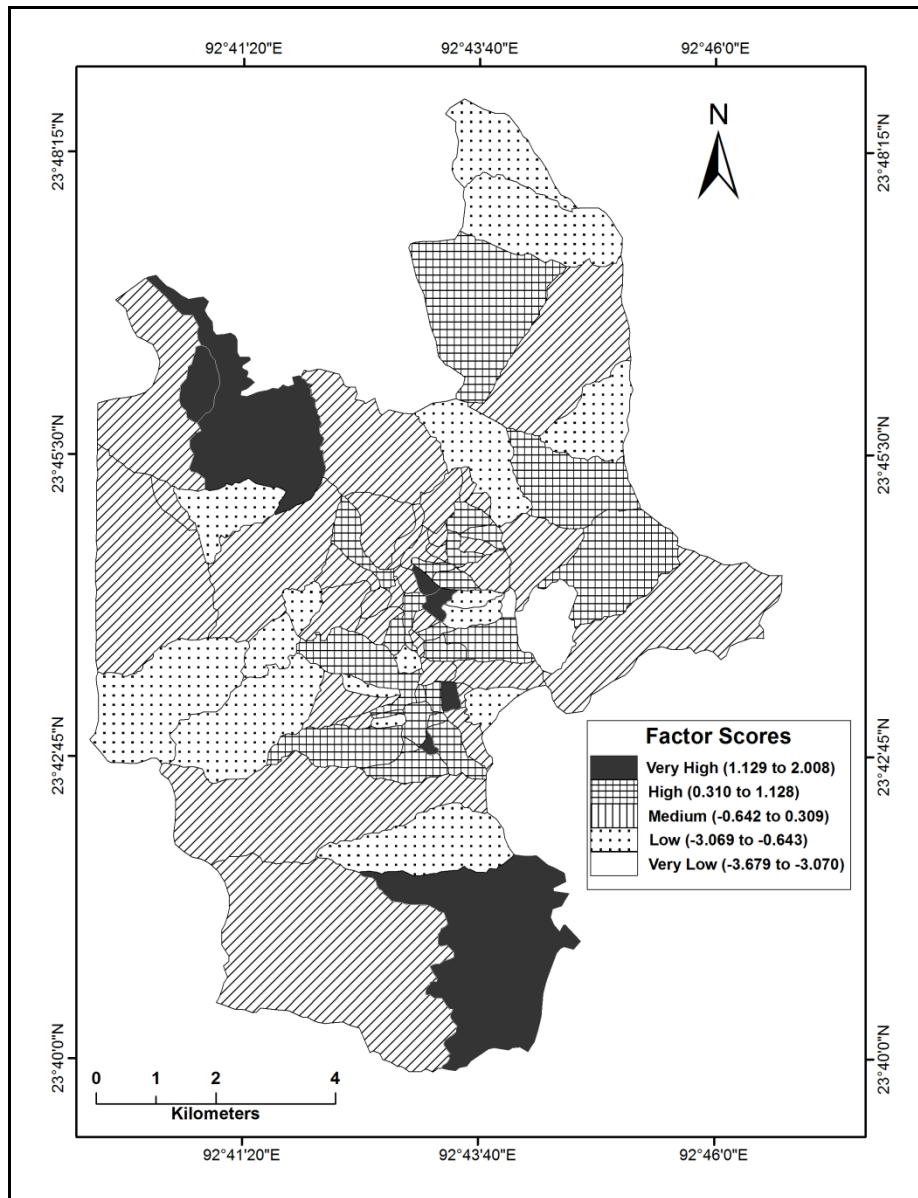 92°41'20"E 92°43'40"E 92°46'0"E
N
23°48'15"N 23°48'15"N
23°45'30"N 23°45'30"N
23°42'45"N 23°42'45"N
Factor Scores
Very High (1.129 to 2.008)
High (0.310 to 1.128)
Medium (-0.642 to 0.309)
Low (-3.069 to -0.643)
Very Low (-3.679 to -3.070)
23°40'0"N 23°40'0"N
0 1 2 4
Kilometers
92°41'20"E 92°43'40"E 92°46'0"E